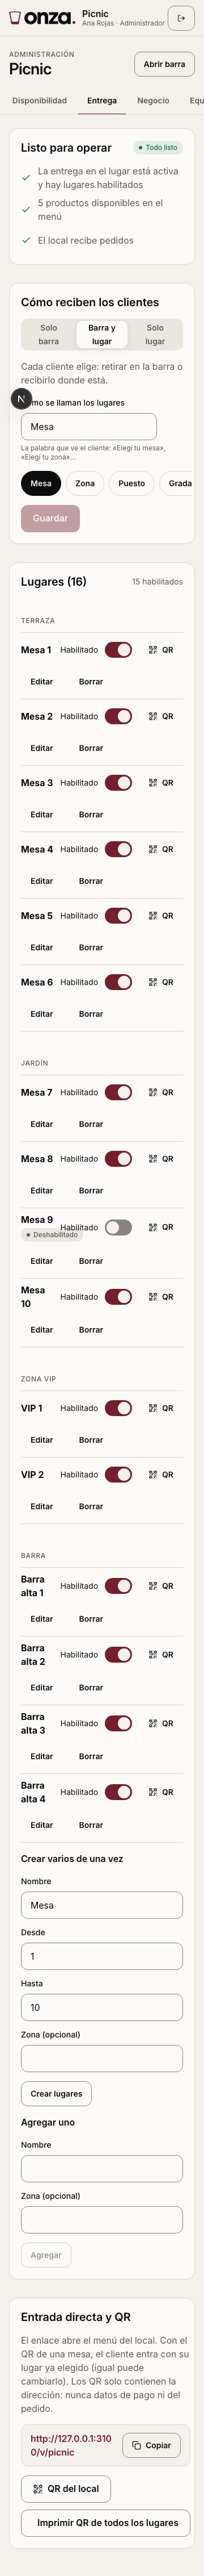 onza.
Picnic
Ana Rojas · Administrador
ADMINISTRACIÓN
Picnic
Abrir barra
Disponibilidad
Entrega
Negocio
Equ
Listo para operar
Todo listo
La entrega en el lugar está activa
y hay lugares habilitados
5 productos disponibles en el
menú
El local recibe pedidos
Cómo reciben los clientes
Solo
barra
Barra y
lugar
Solo
lugar
Cada cliente elige: retirar en la barra o
recibirlo donde está.
N
mo se llaman los lugares
Mesa
La palabra que ve el cliente: «Elegí tu mesa»,
«Elegí tu zona»…
Mesa
Zona
Puesto
Grada
Guardar
Lugares (16)
15 habilitados
TERRAZA
Mesa 1
Habilitado
QR
Editar
Borrar
Mesa 2
Habilitado
QR
Editar
Borrar
Mesa 3
Habilitado
QR
Editar
Borrar
Mesa 4
Habilitado
QR
Editar
Borrar
Mesa 5
Habilitado
QR
Editar
Borrar
Mesa 6
Habilitado
QR
Editar
Borrar
JARDÍN
Mesa 7
Habilitado
QR
Editar
Borrar
Mesa 8
Habilitado
QR
Editar
Borrar
Mesa 9
Deshabilitado
Habilitado
QR
Editar
Borrar
Mesa
10
Habilitado
QR
Editar
Borrar
ZONA VIP
VIP 1
Habilitado
QR
Editar
Borrar
VIP 2
Habilitado
QR
Editar
Borrar
BARRA
Barra
alta 1
Habilitado
QR
Editar
Borrar
Barra
alta 2
Habilitado
QR
Editar
Borrar
Barra
alta 3
Habilitado
QR
Editar
Borrar
Barra
alta 4
Habilitado
QR
Editar
Borrar
Crear varios de una vez
Nombre
Mesa
Desde
1
Hasta
10
Zona (opcional)
Crear lugares
Agregar uno
Nombre
Zona (opcional)
Agregar
Entrada directa y QR
El enlace abre el menú del local. Con el
QR de una mesa, el cliente entra con su
lugar ya elegido (igual puede
cambiarlo). Los QR solo contienen la
dirección: nunca datos de pago ni del
pedido.
http://127.0.0.1:310
0/v/picnic
Copiar
QR del local
Imprimir QR de todos los lugares